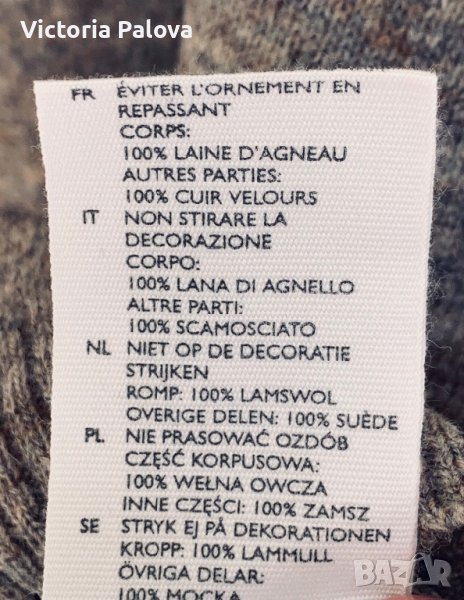 Victoria Palova
FR ÉVITER L'ORNEMENT EN
REPASSANT
CORPS:
100% LAINE D'AGNEAU
AUTRES PARTIES:
100% CUIR VELOURS
IT NON STIRARE LA
DECORAZIONE
CORPO:
100% LANA DI AGNELLO
ALTRE PARTI:
100% SCAMOSCIATO
NL NIET OP DE DECORATIE
STRIJKEN
ROMP: 100% LAMSWOL
OVERIGE DELEN: 100% SUÈDE
PL NIE PRASOWAĆ OZDÓB
CZĘŚĆ KORPUSOWA:
100% WEŁNA OWCZA
INNE CZĘŚCI: 100% ZAMSZ
SE STRYK EJ PÅ DEKORATIONEN
KROPP: 100% LAMMULL
ÖVRIGA DELAR:
100% MOCKA
BAZAR